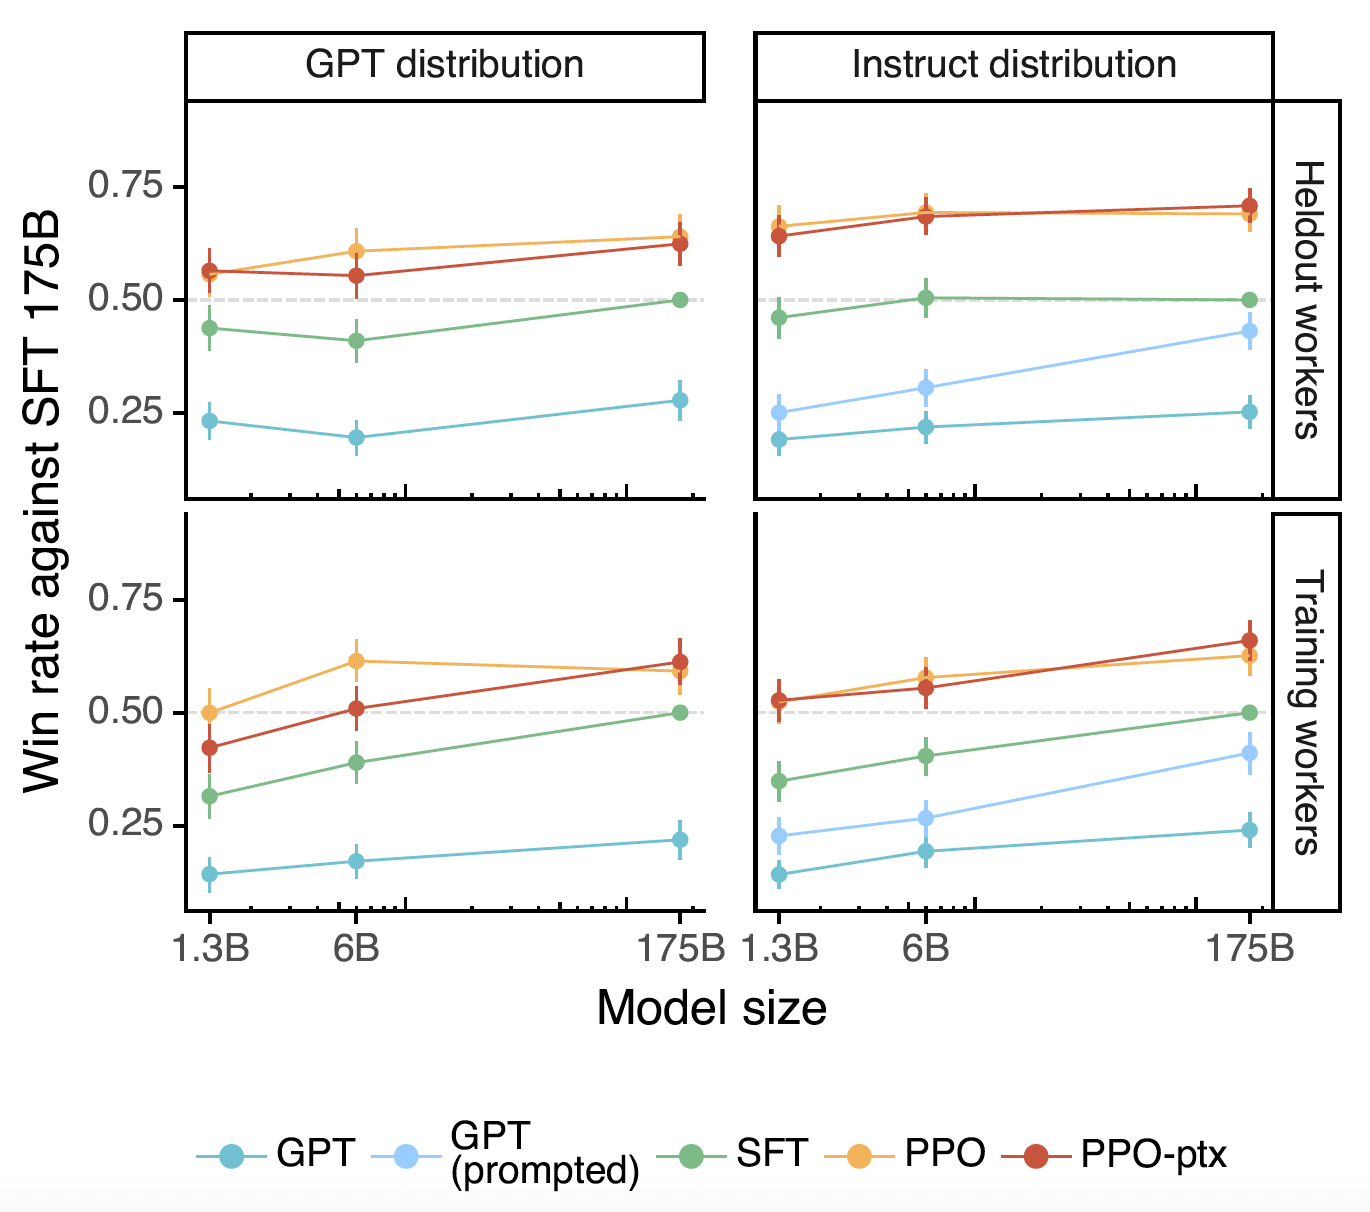 GPT distribution
Instruct distribution
Heldout workers
0.75
0.50
0.25
Win rate against SFT 175B
Training workers
0.75
0.50
0.25
1.3B
6B
175B
1.3B
6B
175B
Model size
GPT
GPT
(prompted)
SFT
PPO
PPO-ptx